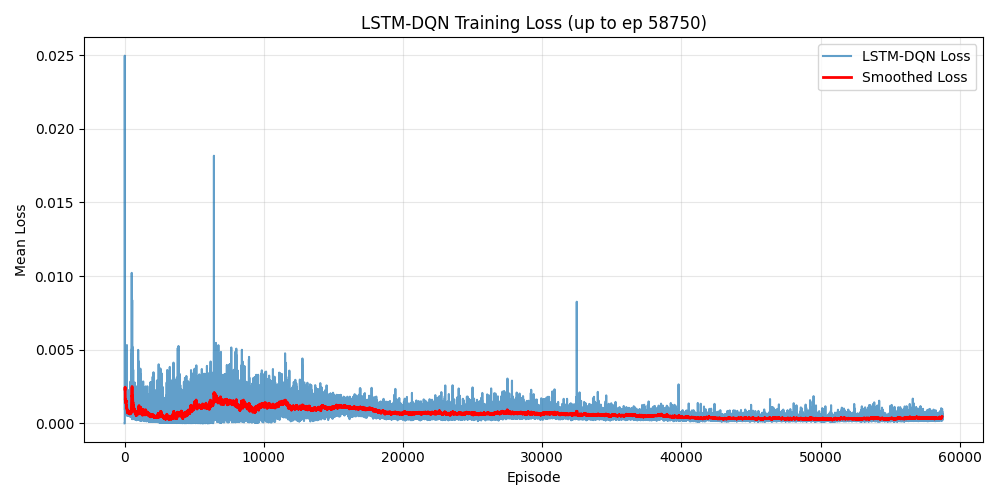 LSTM-DQN Training Loss (up to ep 58750)
LSTM-DQN Loss
Smoothed Loss
Mean Loss
0.025
0.020
0.015
0.010
0.005
0.000
0
10000
20000
30000
40000
50000
60000
Episode